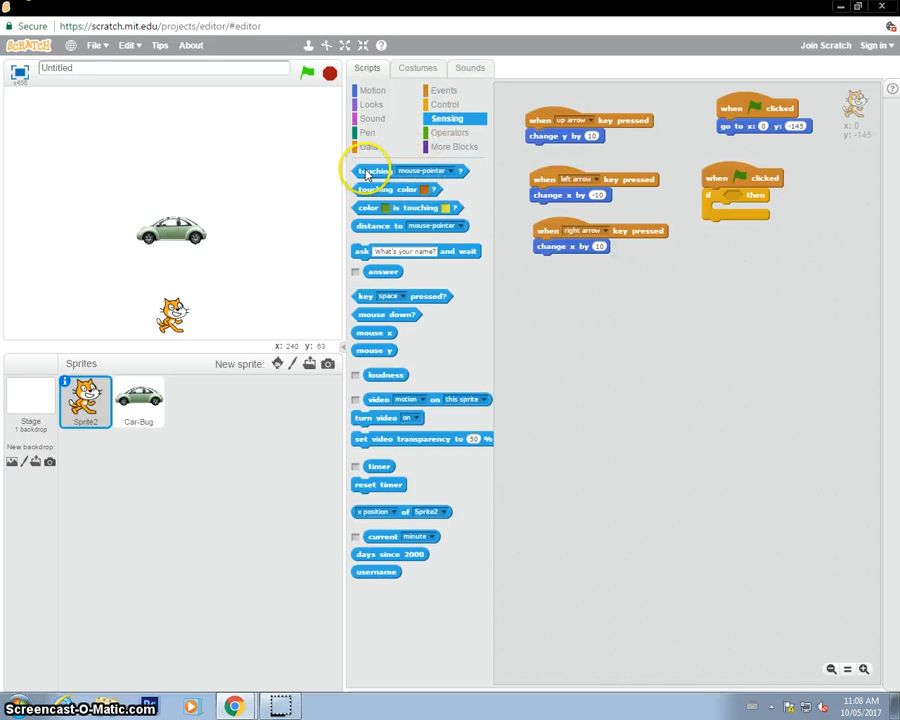 Secure https://scratch.mit.edu/projects/editor/#editor
SCRATCH File Edit Tips About Join Scratch Sign in
Untitled
x450
Scripts Costumes Sounds
Motion Events
Looks Control
Sound Sensing
Pen Operators
Data More Blocks
touching mouse-pointer ?
touching color ?
color is touching ?
distance to mouse-pointer
ask What's your name? and wait
answer
key space pressed?
mouse down?
mouse x
mouse y
loudness
video motion on this sprite
turn video on
set video transparency to 50 %
timer
reset timer
x position of Sprite2
current minute
days since 2000
username
when up arrow key pressed
change y by 10
when left arrow key pressed
change x by -10
when right arrow key pressed
change x by 10
when clicked
go to x: 0 y: -145
when clicked
if then
x: 0
y: -145
x: 240 y: 63
Sprites New sprite:
Stage
1 backdrop
New backdrop:
Sprite2
Car-Bug
Ps
11:08 AM
10/05/2017
Screencast-O-Matic.com